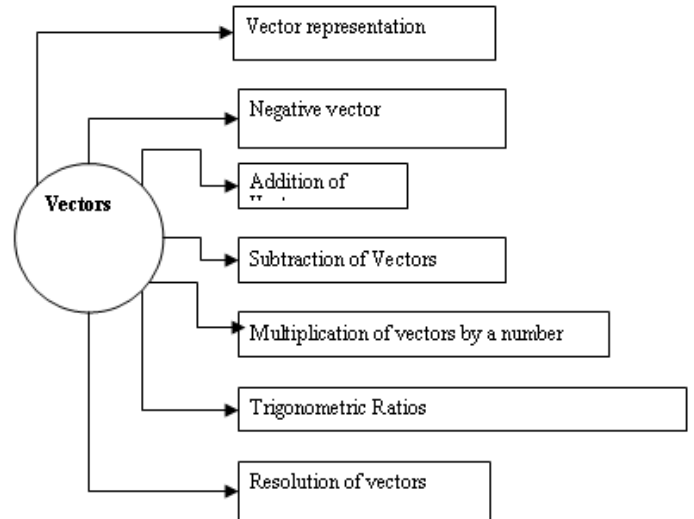 Vector representation
Negative vector
Addition of
Vectors
Subtraction of Vectors
Multiplication of vectors by a number
Trigonometric Ratios
Resolution of vectors